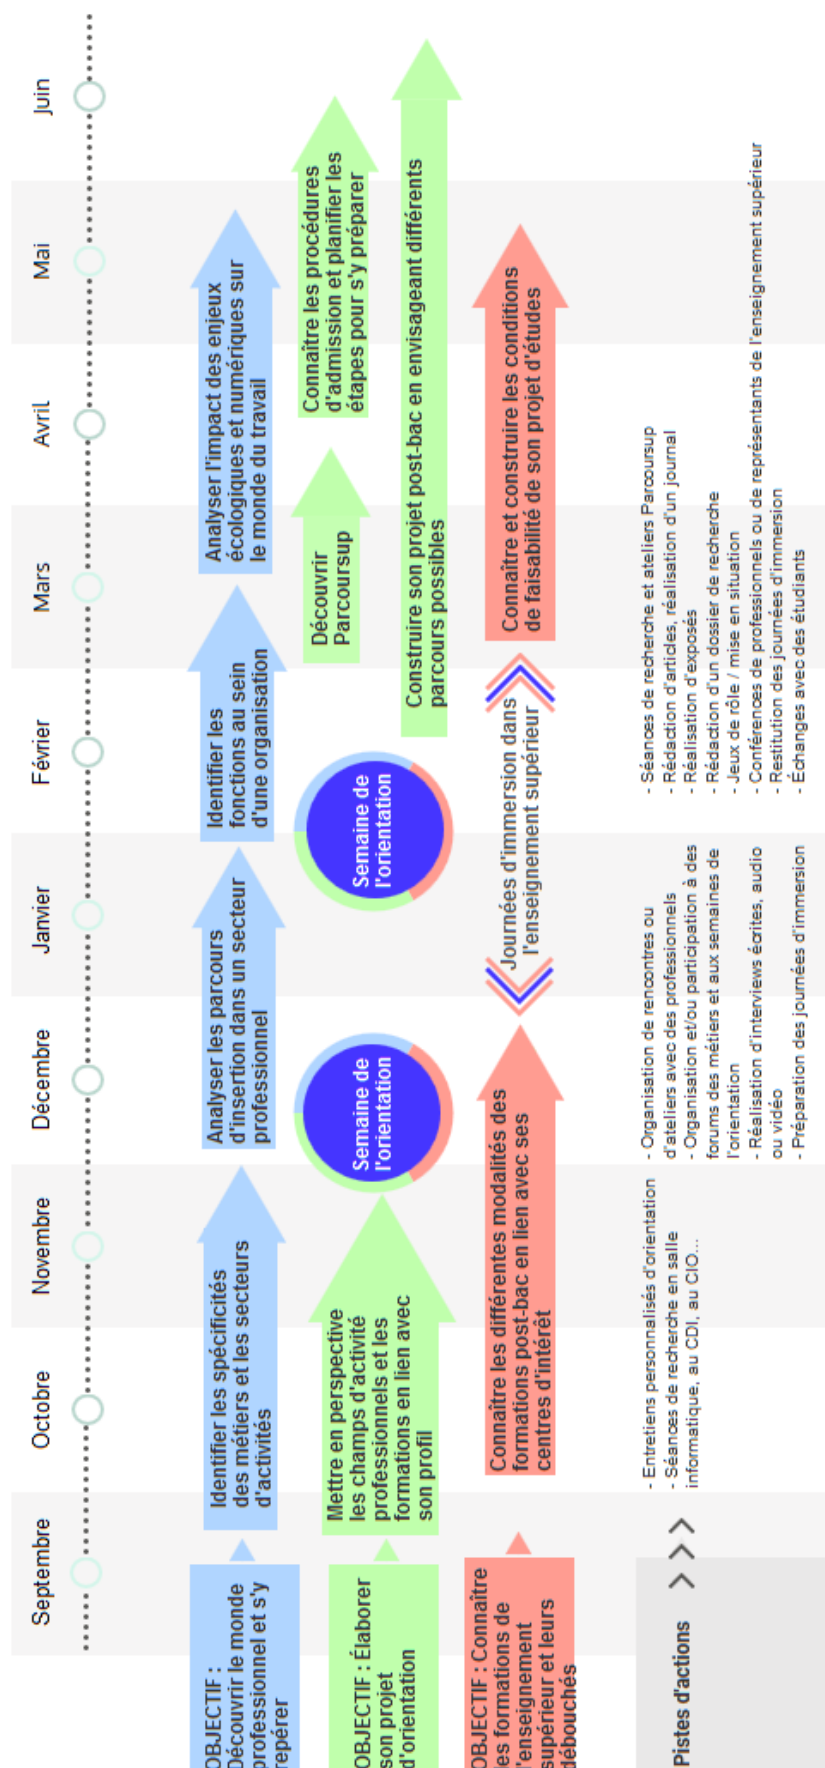 Septembre
Octobre
Novembre
Décembre
Janvier
Février
Mars
Avril
Mai
Juin
OBJECTIF :
Découvrir le monde
professionnel et s'y
repérer
Identifier les spécificités
des métiers et les secteurs
d'activités
Analyser les parcours
d'insertion dans un secteur
professionnel
Identifier les
fonctions au sein
d'une organisation
Analyser l'impact des enjeux
écologiques et numériques sur
le monde du travail
OBJECTIF : Élaborer
son projet
d'orientation
Mettre en perspective
les champs d'activité
professionnels et les
formations en lien avec
son profil
Semaine de
l'orientation
Semaine de
l'orientation
Découvrir
Parcoursup
Connaître les procédures
d'admission et planifier les
étapes pour s'y préparer
Construire son projet post-bac en envisageant différents
parcours possibles
OBJECTIF : Connaître
les formations de
l'enseignement
supérieur et leurs
débouchés
Connaître les différentes modalités des
formations post-bac en lien avec ses
centres d'intérêt
Journées d'immersion dans
l'enseignement supérieur
Connaître et construire les conditions
de faisabilité de son projet d'études
Pistes d'actions
- Entretiens personnalisés d'orientation
- Séances de recherche en salle
informatique, au CDI, au CIO...
- Organisation de rencontres ou
d'ateliers avec des professionnels
- Organisation et/ou participation à des
forums des métiers et aux semaines de
l'orientation
- Réalisation d'interviews écrites, audio
ou vidéo
- Préparation des journées d'immersion
- Séances de recherche et ateliers Parcoursup
- Rédaction d'articles, réalisation d'un journal
- Réalisation d'exposés
- Rédaction d'un dossier de recherche
- Jeux de rôle / mise en situation
- Conférences de professionnels ou de représentants de l'enseignement supérieur
- Restitution des journées d'immersion
- Échanges avec des étudiants